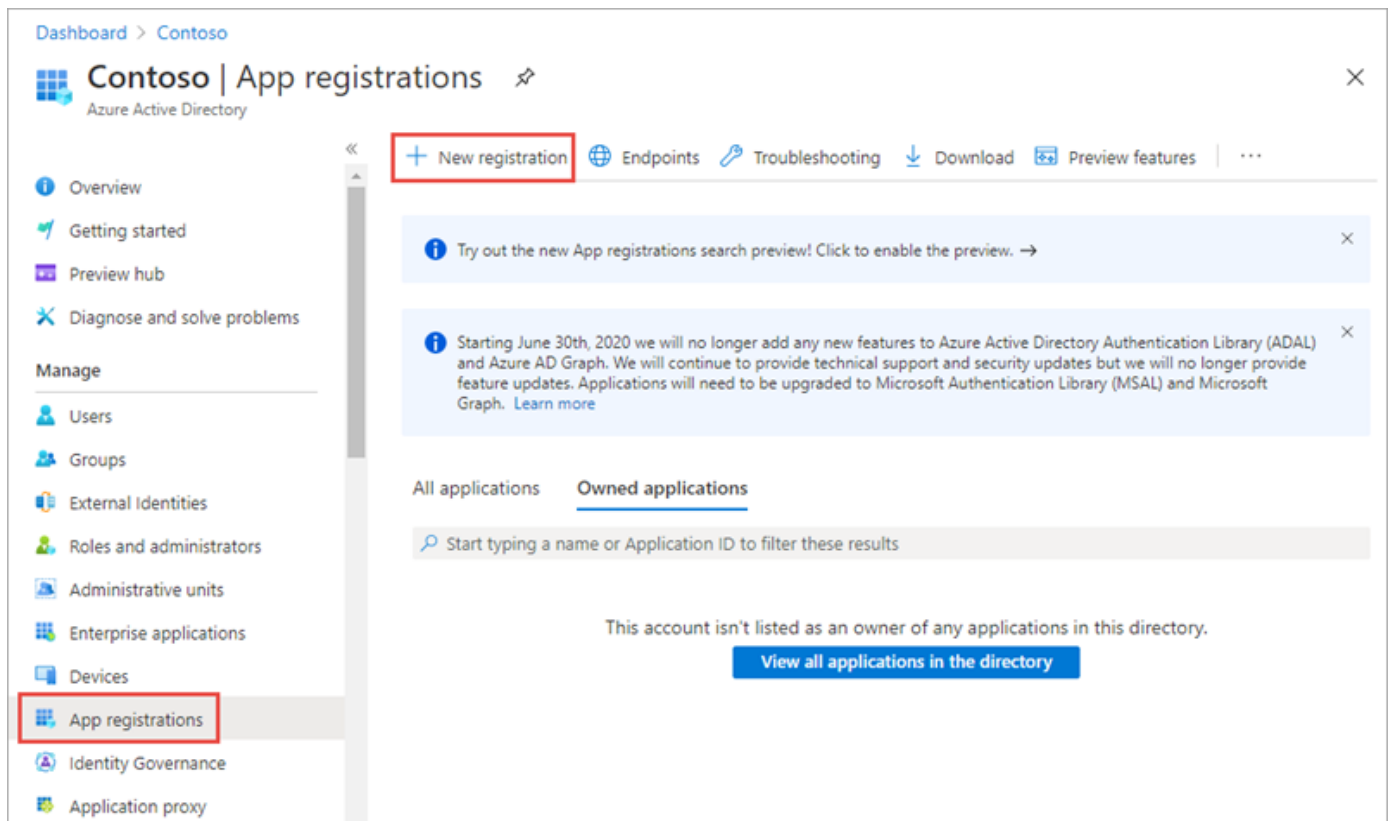 Dashboard > Contoso
Contoso | App registrations
Azure Active Directory
Overview
Getting started
Preview hub
Diagnose and solve problems
Manage
Users
Groups
External Identities
Roles and administrators
Administrative units
Enterprise applications
Devices
App registrations
Identity Governance
Application proxy
New registration Endpoints Troubleshooting Download Preview features
Try out the new App registrations search preview! Click to enable the preview. →
Starting June 30th, 2020 we will no longer add any new features to Azure Active Directory Authentication Library (ADAL)
and Azure AD Graph. We will continue to provide technical support and security updates but we will no longer provide
feature updates. Applications will need to be upgraded to Microsoft Authentication Library (MSAL) and Microsoft
Graph. Learn more
All applications Owned applications
Start typing a name or Application ID to filter these results
This account isn't listed as an owner of any applications in this directory.
View all applications in the directory